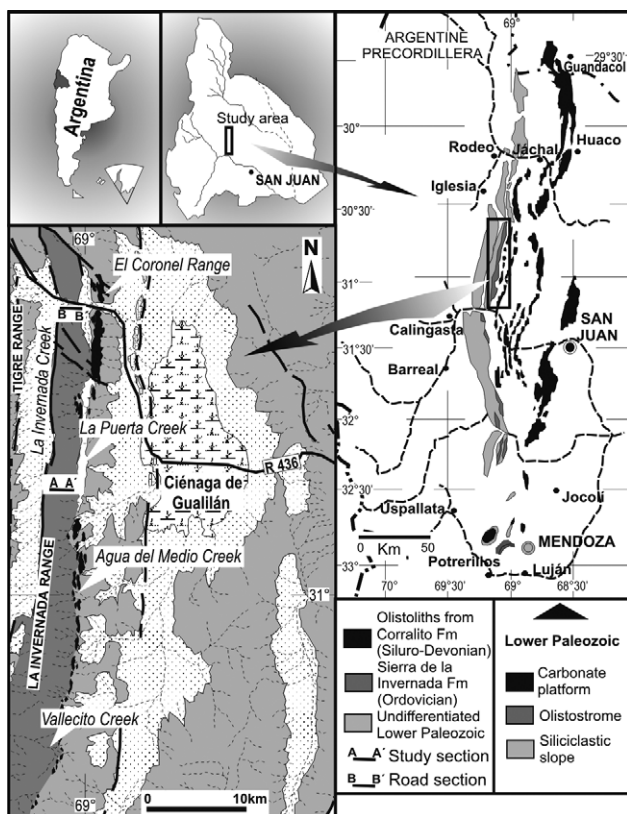 Argentina
Study area
SAN JUAN
ARGENTINE
PRECORDILLERA
69°
29°30'
Guandacol
30°
Rodeo
Jáchal
Huaco
Iglesia
30°30'
31°
Calingasta
SAN
JUAN
31°30'
Barreal
32°
32°30'
Uspallata
Jocolí
0 Km 50
MENDOZA
33°
Potrerillos
Luján
70°
69°30'
69°
68°30'
69°
N
El Coronel Range
TIGRE RANGE
B B'
La Invernada Creek
La Puerta Creek
R 436
Ciénaga de
Gualilán
A A'
Agua del Medio Creek
31°
LA INVERNADA RANGE
Vallecito Creek
69°
0 10km
Olistoliths from
Corralito Fm
(Siluro-Devonian)
Sierra de la
Invernada Fm
(Ordovician)
Undifferentiated
Lower Paleozoic
A A' Study section
B B' Road section
Lower Paleozoic
Carbonate
platform
Olistostrome
Siliciclastic
slope